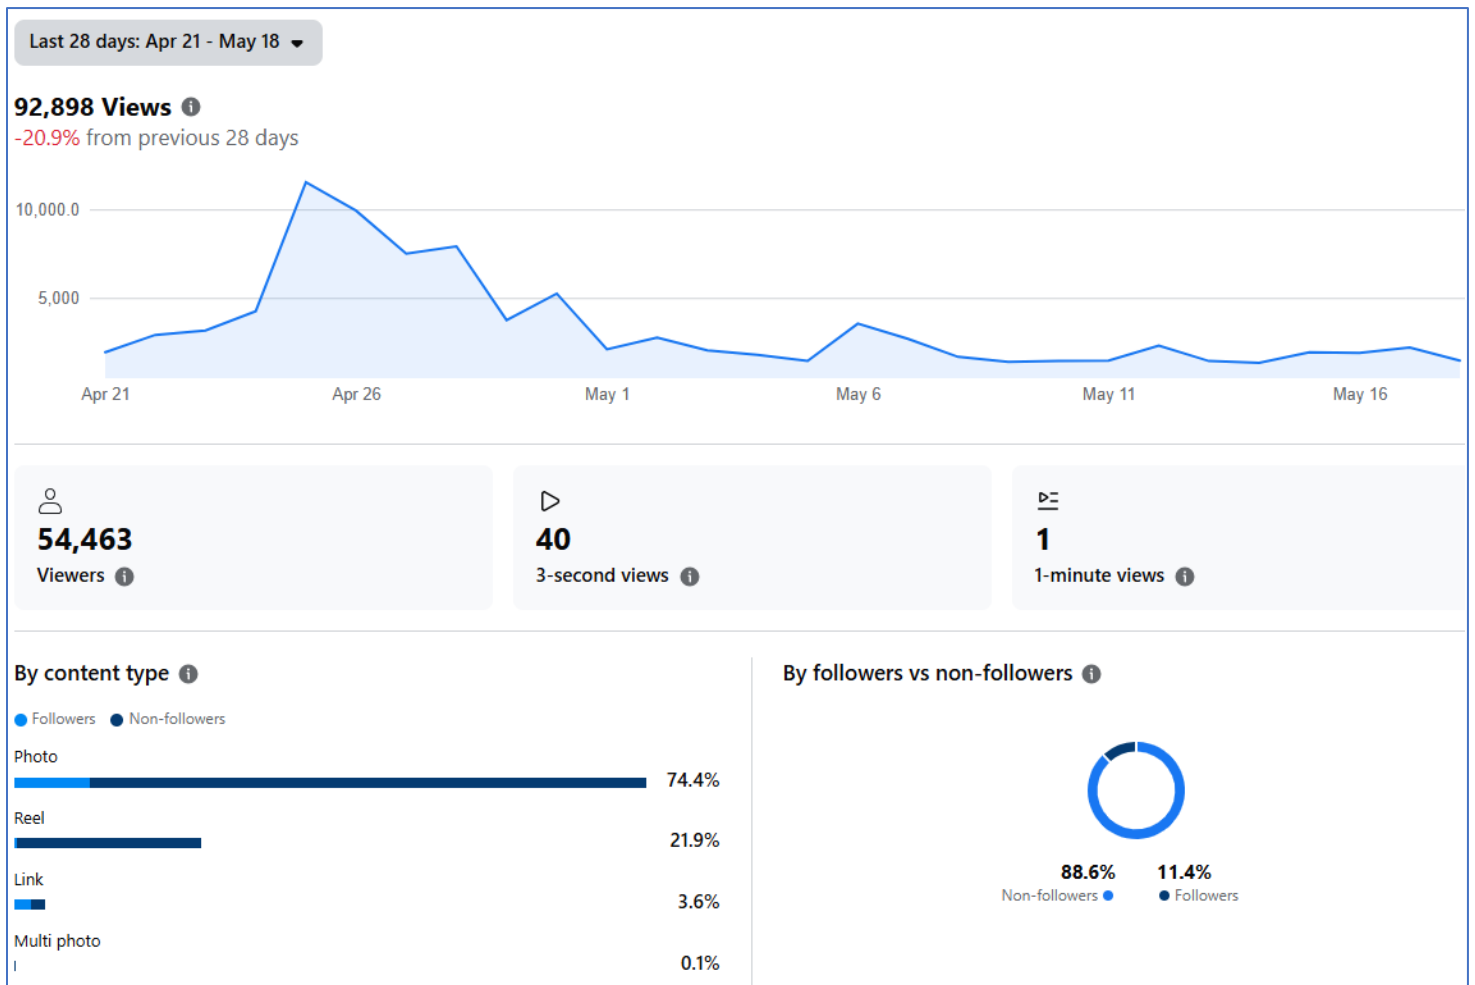 Last 28 days: Apr 21 - May 18
92,898 Views
-20.9% from previous 28 days
10,000.0
5,000
Apr 21 Apr 26 May 1 May 6 May 11 May 16
54,463
Viewers
40
3-second views
1
1-minute views
By content type
Followers Non-followers
Photo
74.4%
Reel
21.9%
Link
3.6%
Multi photo
0.1%
By followers vs non-followers
88.6% 11.4%
Non-followers Followers